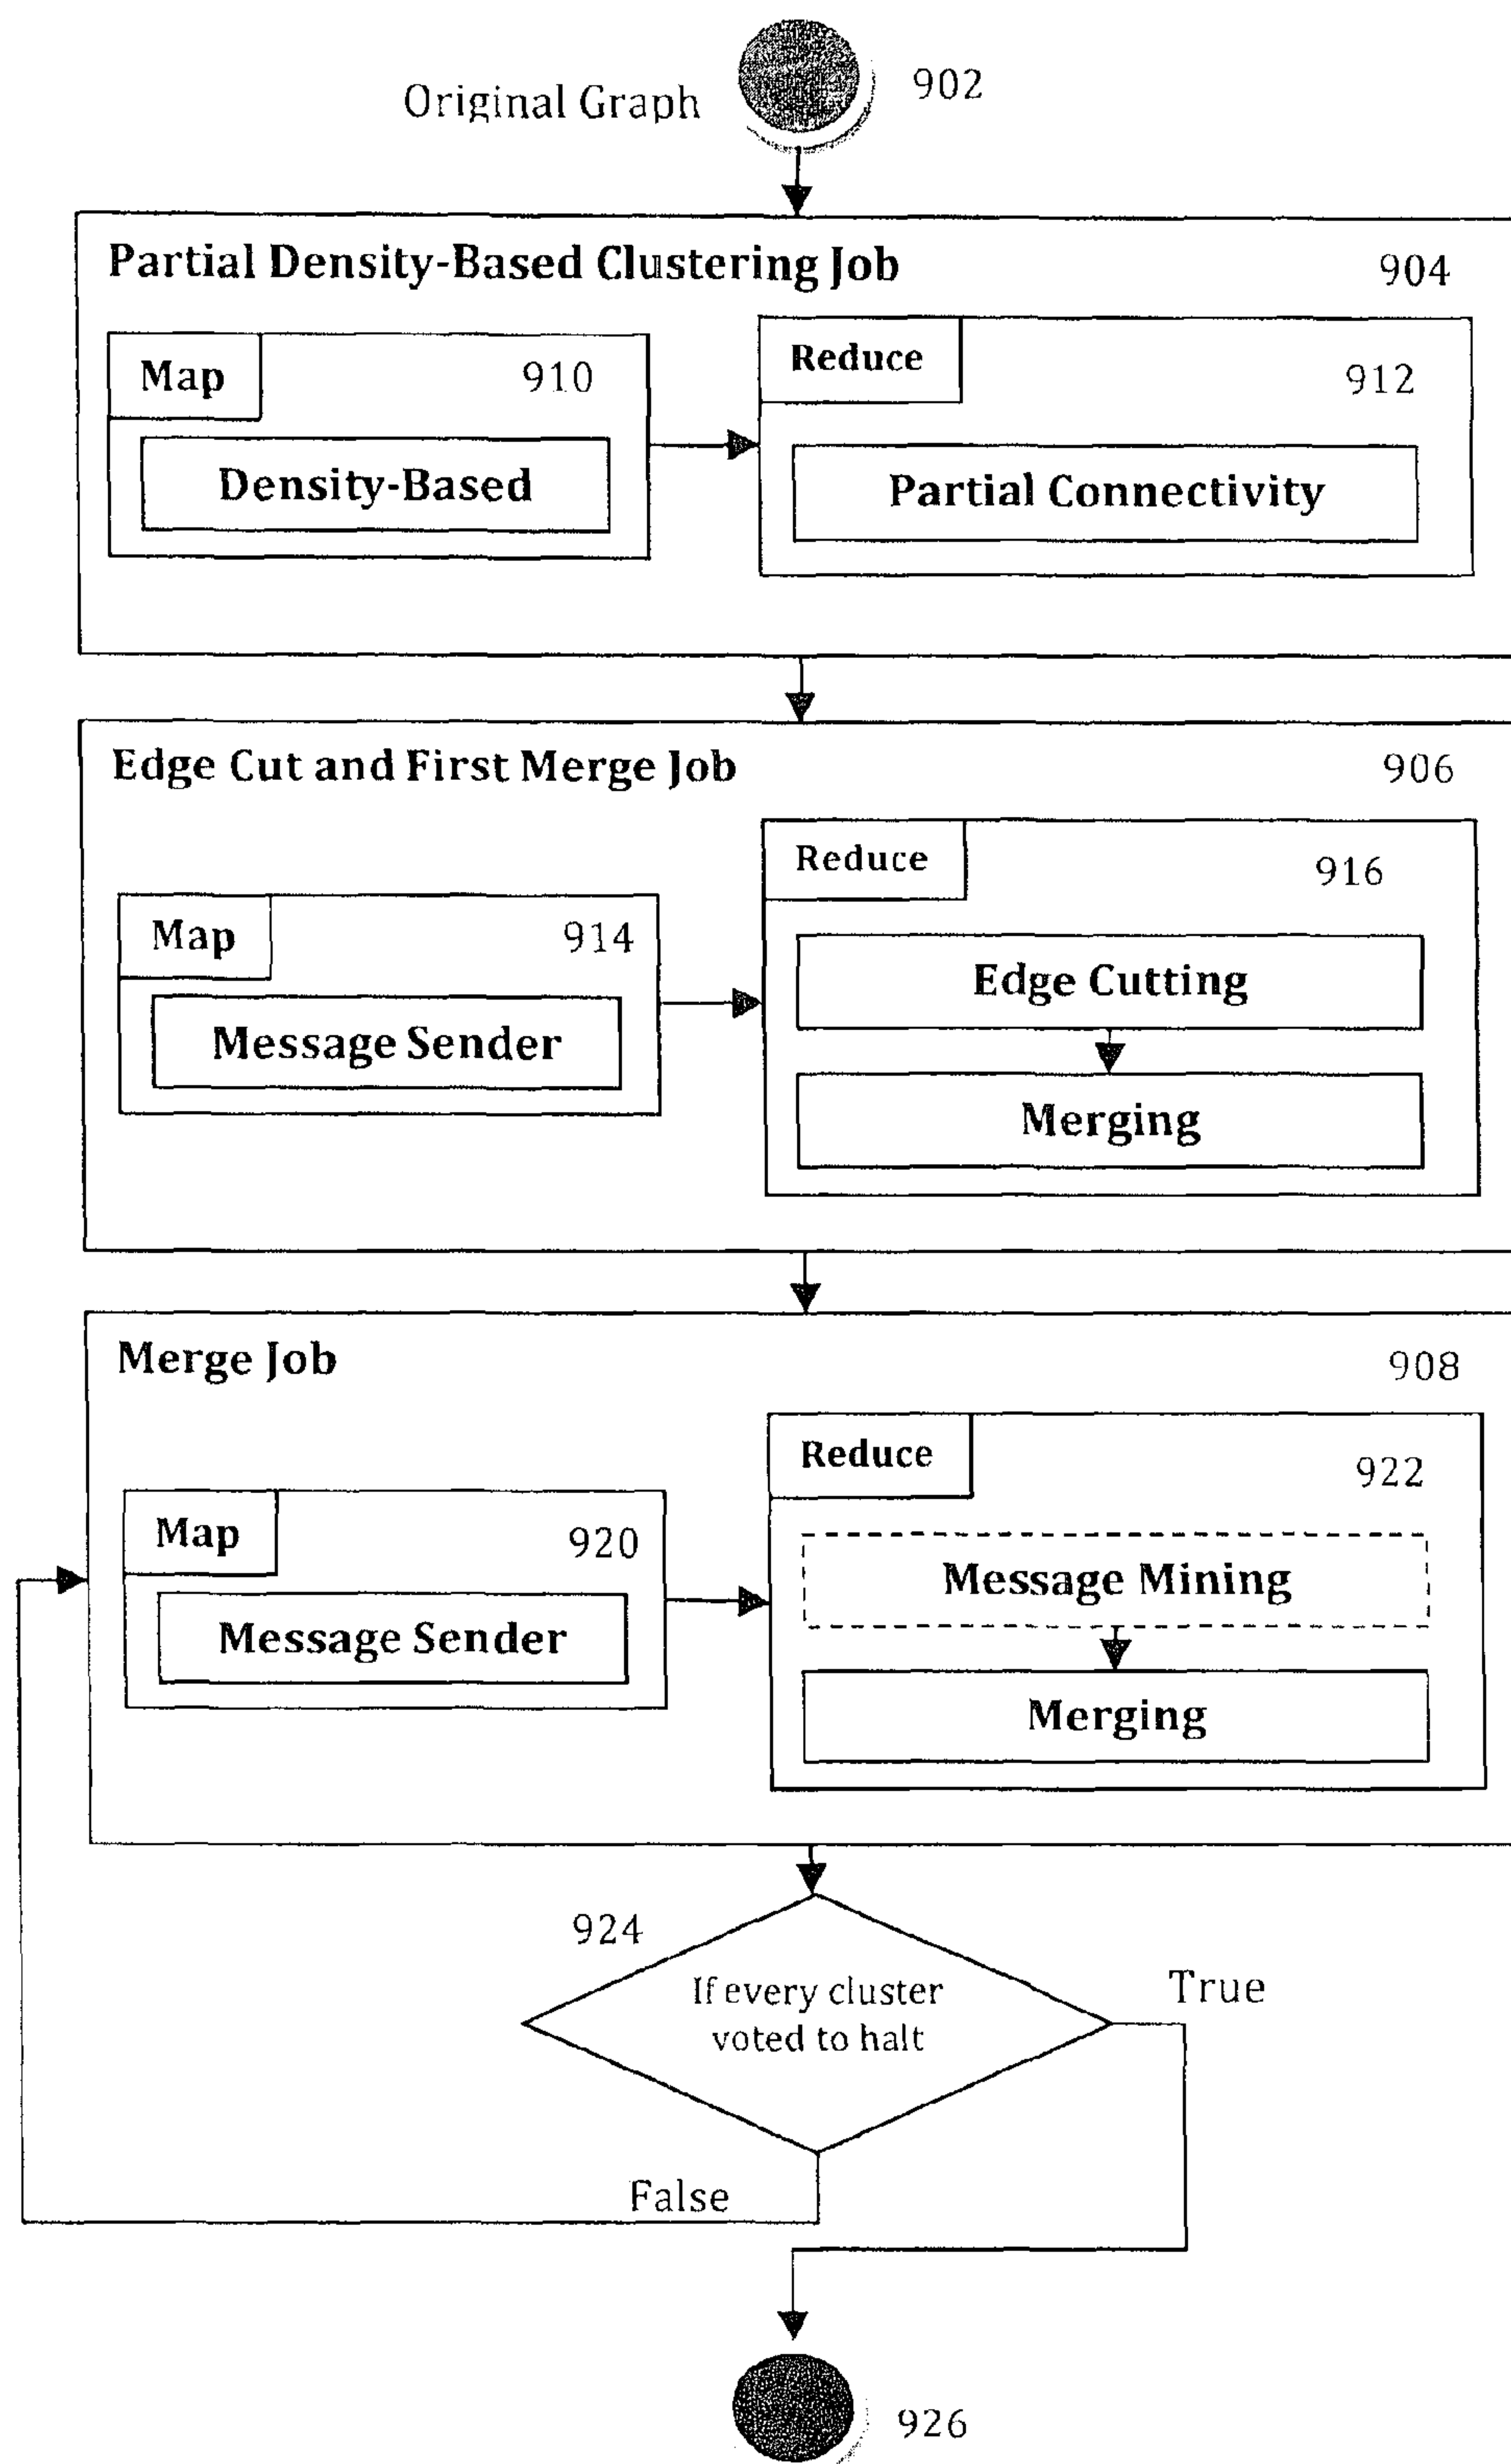 Original Graph 902
Partial Density-Based Clustering Job 904
Map 910
Density-Based
Reduce 912
Partial Connectivity
Edge Cut and First Merge Job 906
Map 914
Message Sender
Reduce 916
Edge Cutting
Merging
Merge Job 908
Map 920
Message Sender
Reduce 922
Message Mining
Merging
924
If every cluster
voted to halt
True
False
926